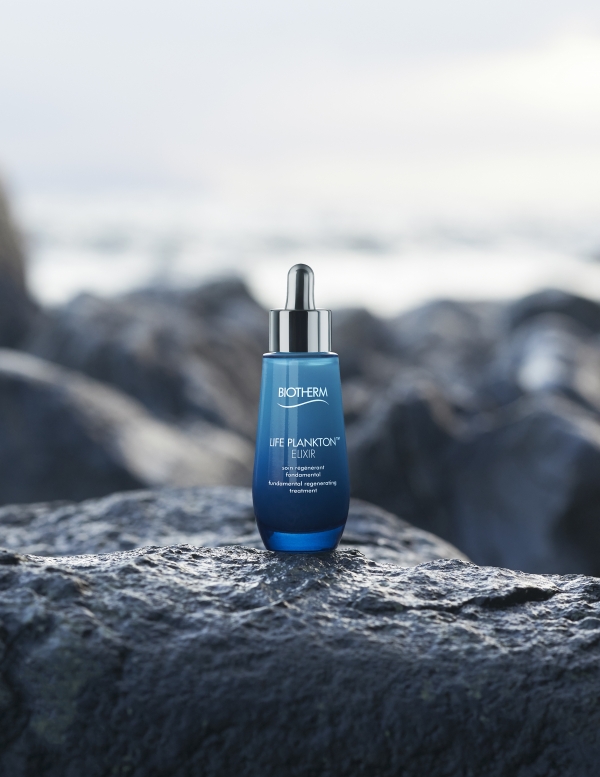 BIOTHERM
LIFE PLANKTON™
ELIXIR
soin régénérant
fondamental
fundamental regenerating
treatment